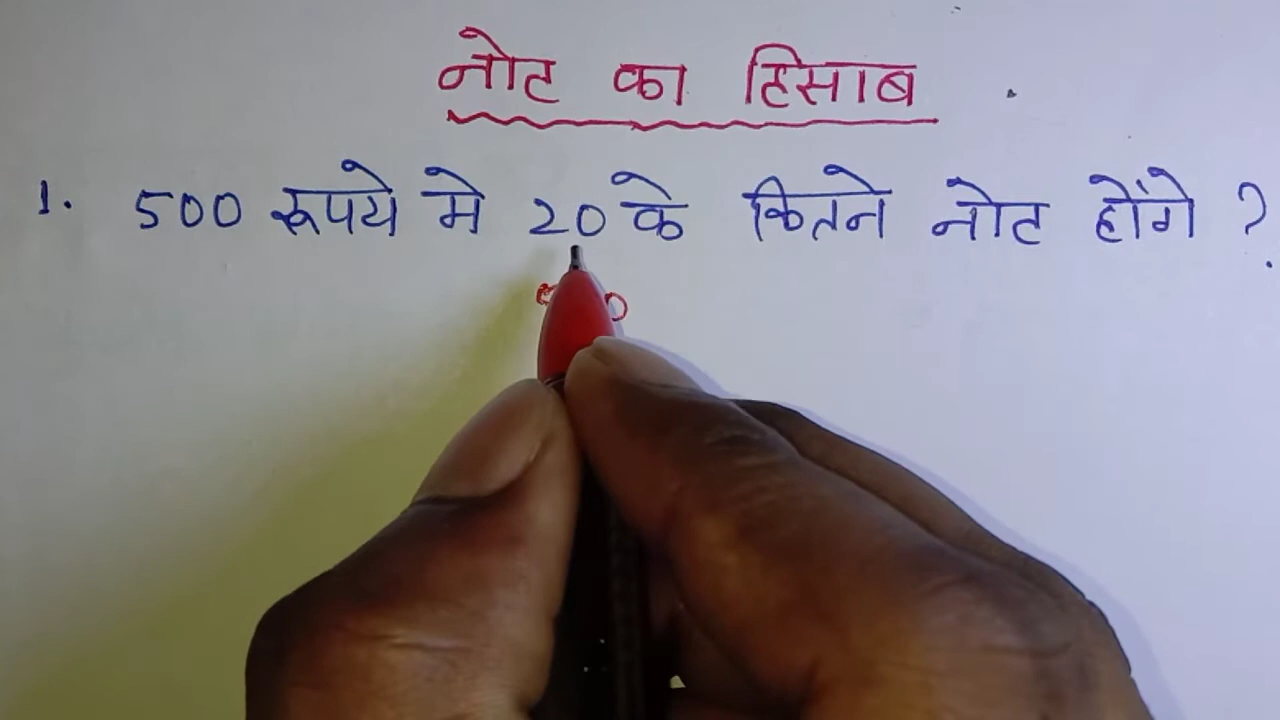 नोट का हिसाब
1. 500 रूपये मे 20 के कितने नोट होंगे ?